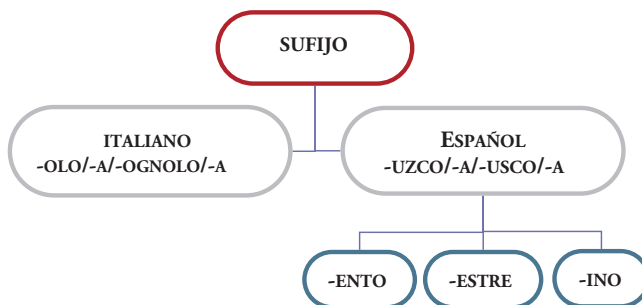 SUFIJO
ITALIANO
-OLO/-A/-OGNOLO/-A
ESPAÑOL
-UZCO/-A/-USCO/-A
-ENTO
-ESTRE
-INO